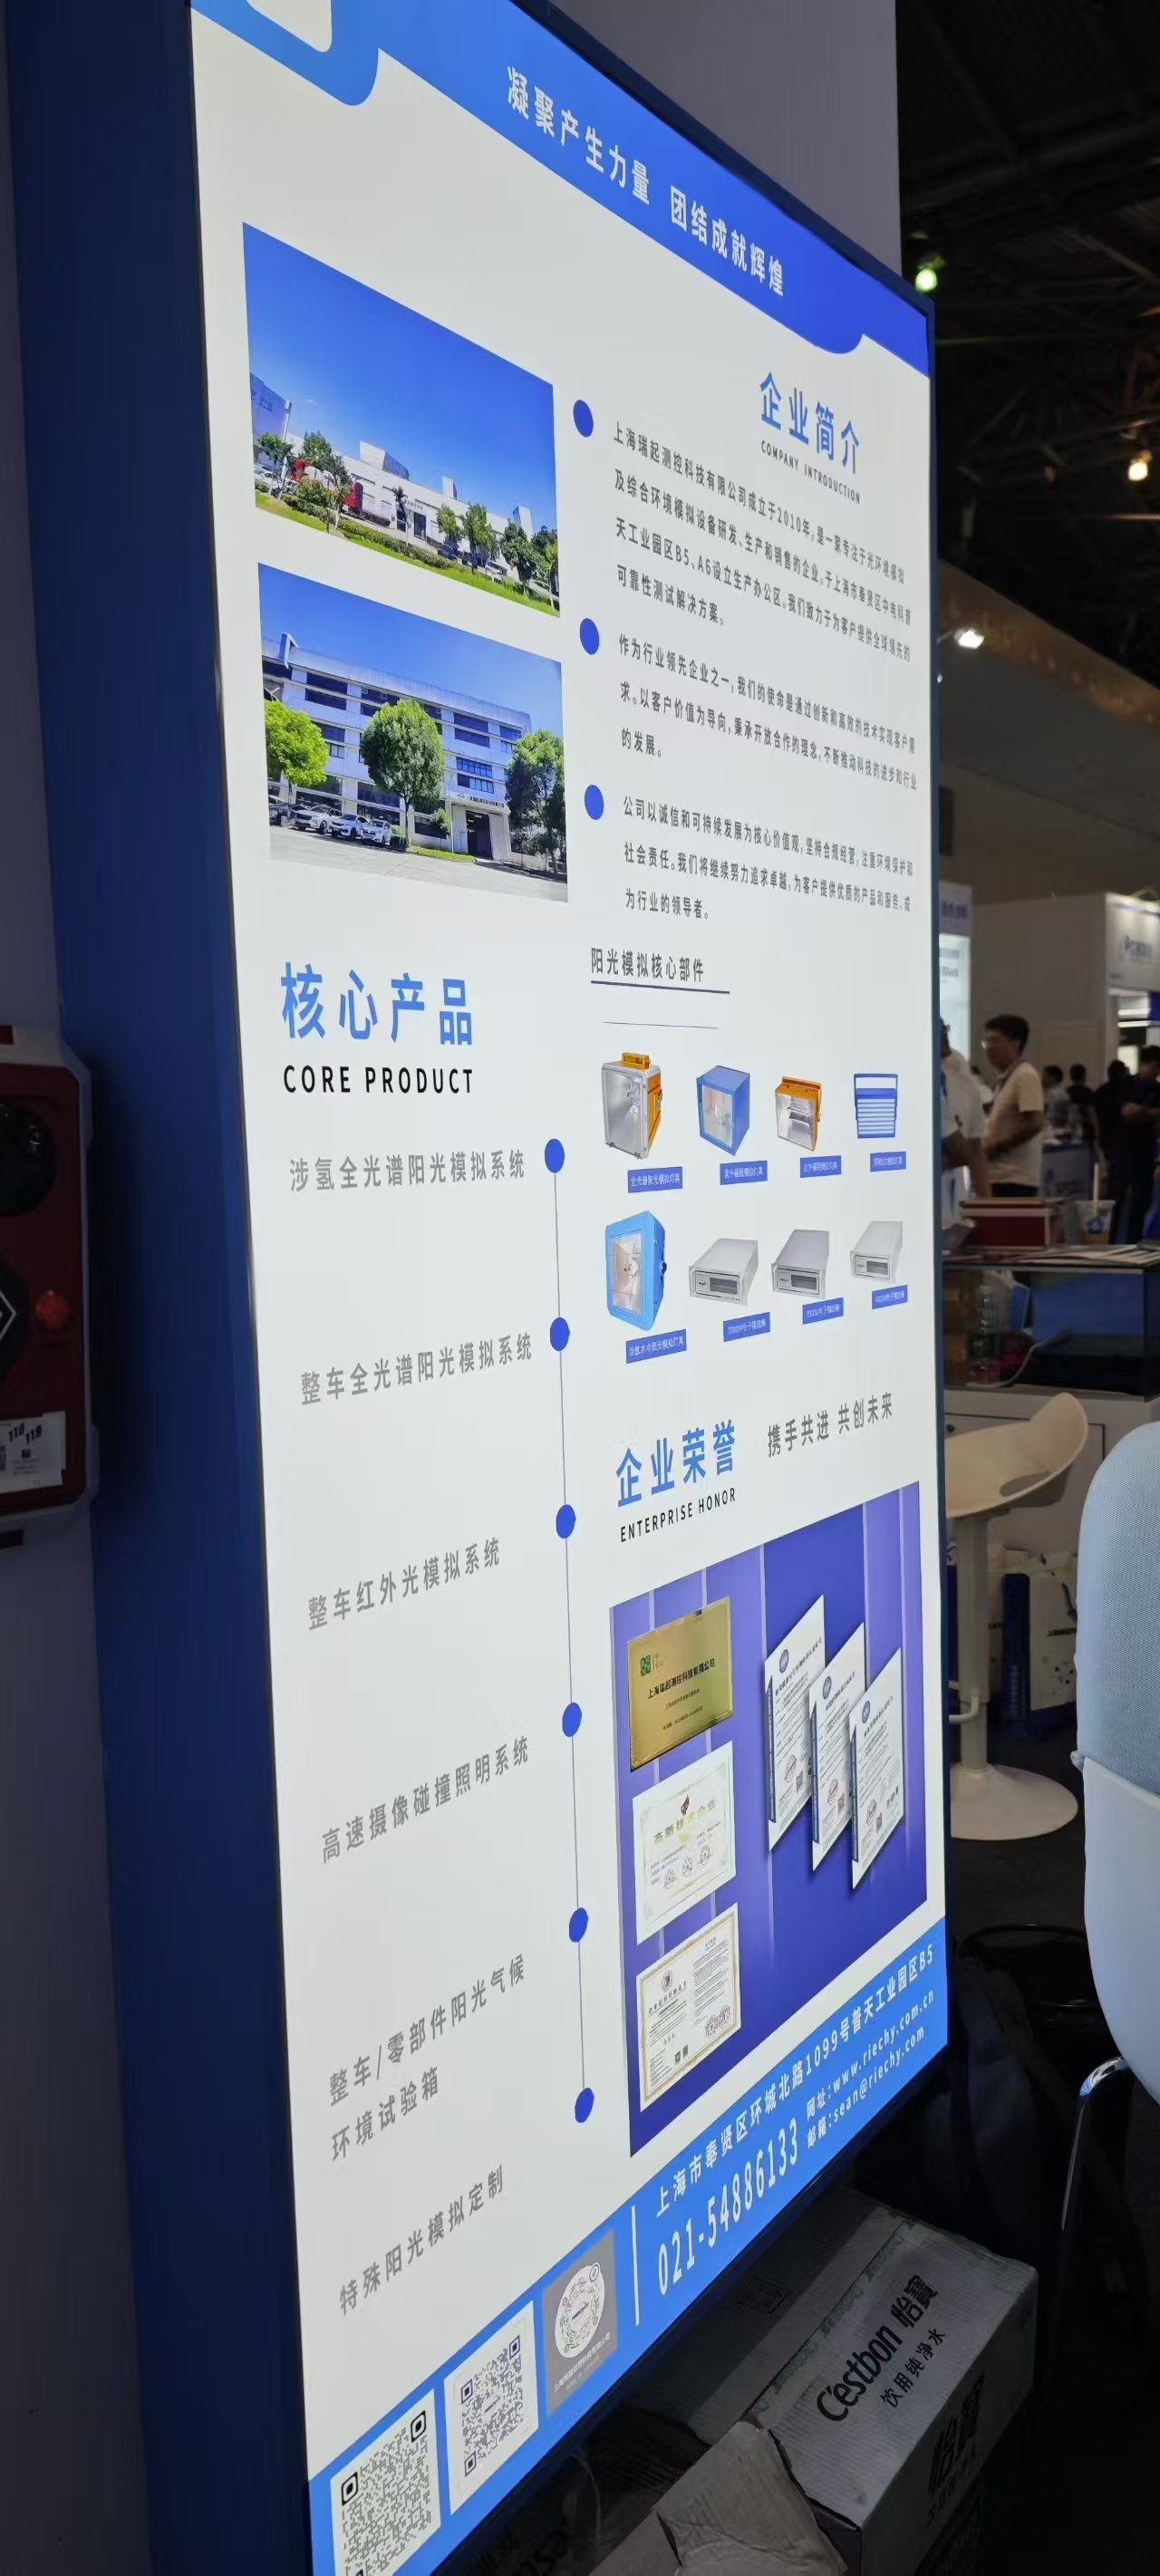 凝聚产生力量 团结成就辉煌
企业简介
COMPANY INTRODUCTION
上海瑞起测控科技有限公司成立于2010年，是一家专注于光环境模拟
及综合环境模拟设备研发、生产和销售的企业。于上海市奉贤区中电科普
天工业园区B5、A6设立生产办公区。我们致力于为客户提供全球领先的
可靠性测试解决方案。
作为行业领先企业之一，我们的使命是通过创新和高效的技术实现客户需
求。以客户价值为导向，秉承开放合作的理念，不断推动科技的进步和行业
的发展。
公司以诚信和可持续发展为核心价值观，坚持合规经营，注重环境保护和
社会责任。我们将继续努力追求卓越，为客户提供优质的产品和服务，成
为行业的领导者。
核心产品
CORE PRODUCT
涉氢全光谱阳光模拟系统
整车全光谱阳光模拟系统
整车红外光模拟系统
高速摄像碰撞照明系统
整车/零部件阳光气候
环境试验箱
特殊阳光模拟定制
阳光模拟核心部件
全光谱阳光模拟灯具
企业荣誉
ENTERPRISE HONOR
携手共进 共创未来
上海瑞起测控科技有限公司
高新技术企业
上海市奉贤区环城北路1099号普天工业园区B5
021-54886133
网址：www.riechy.com.cn
邮箱：sean@riechy.com
C'estbon 怡寶
饮用纯净水
怡寶
110
119